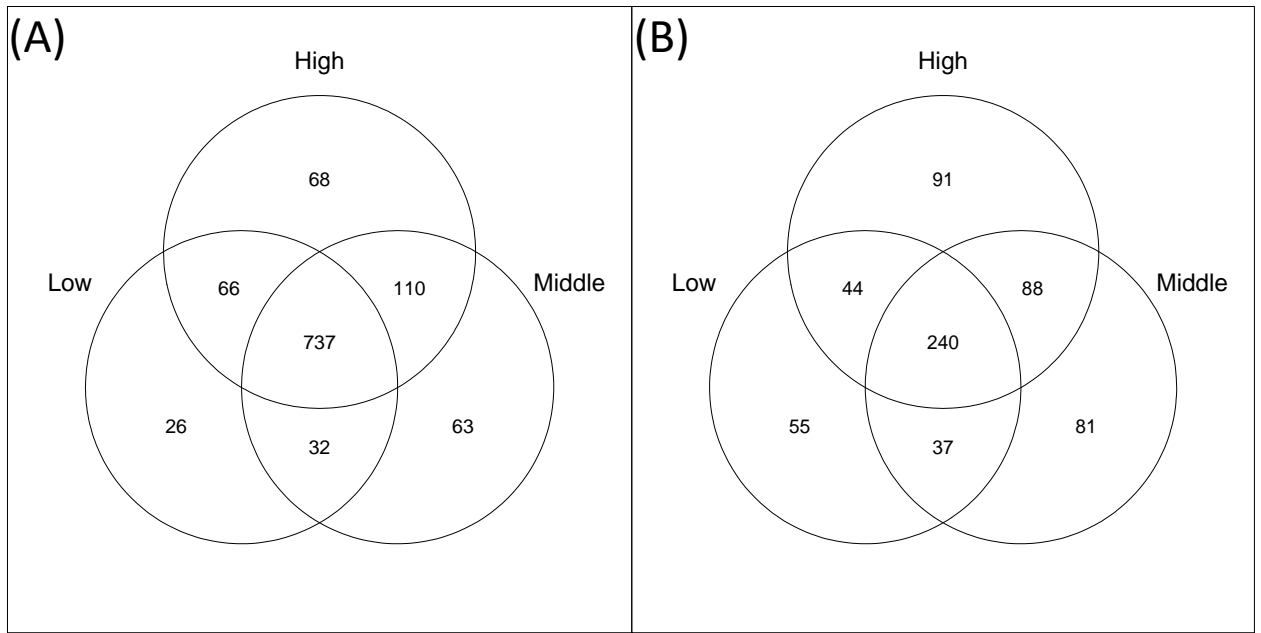 (A)
High
68
Low
66
110
Middle
737
26
32
63
(B)
High
91
Low
44
88
Middle
240
55
37
81